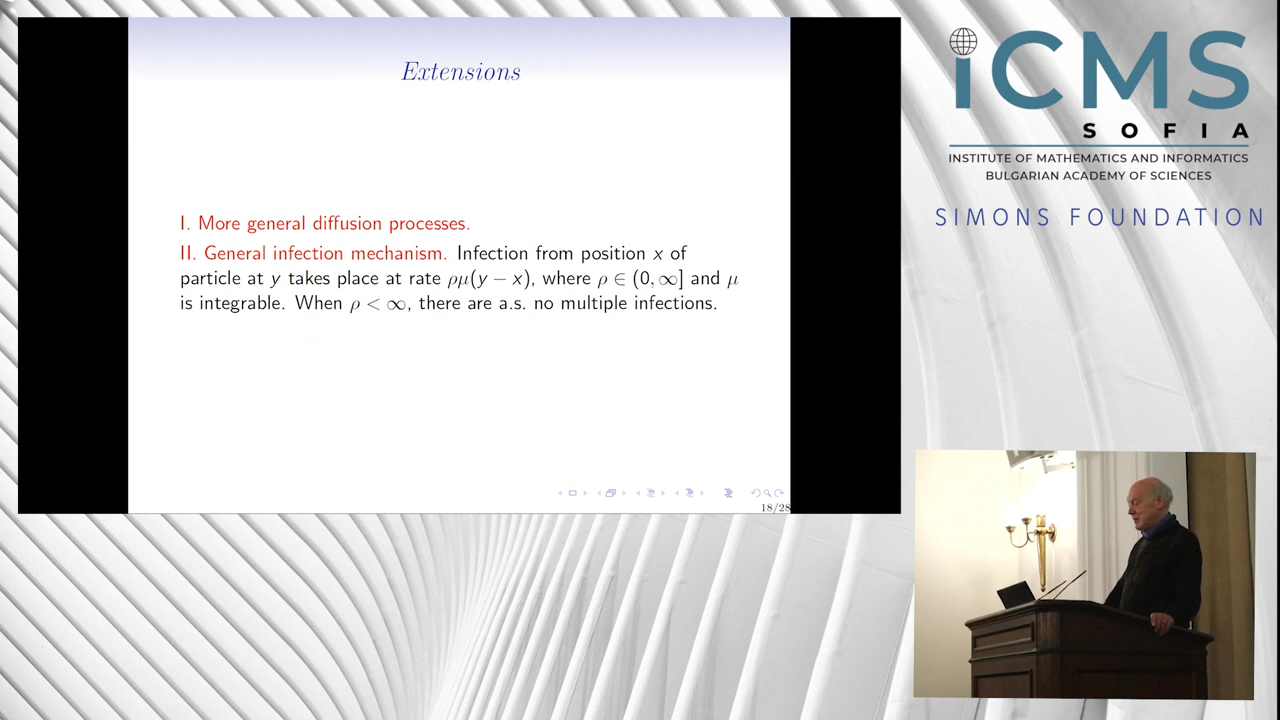 Extensions
I. More general diffusion processes.
II. General infection mechanism. Infection from position x of
particle at y takes place at rate ρμ(y − x), where ρ ∈ (0, ∞] and μ
is integrable. When ρ < ∞, there are a.s. no multiple infections.
18/28
iCMS
SOFIA
INSTITUTE OF MATHEMATICS AND INFORMATICS
BULGARIAN ACADEMY OF SCIENCES
SIMONS FOUNDATION